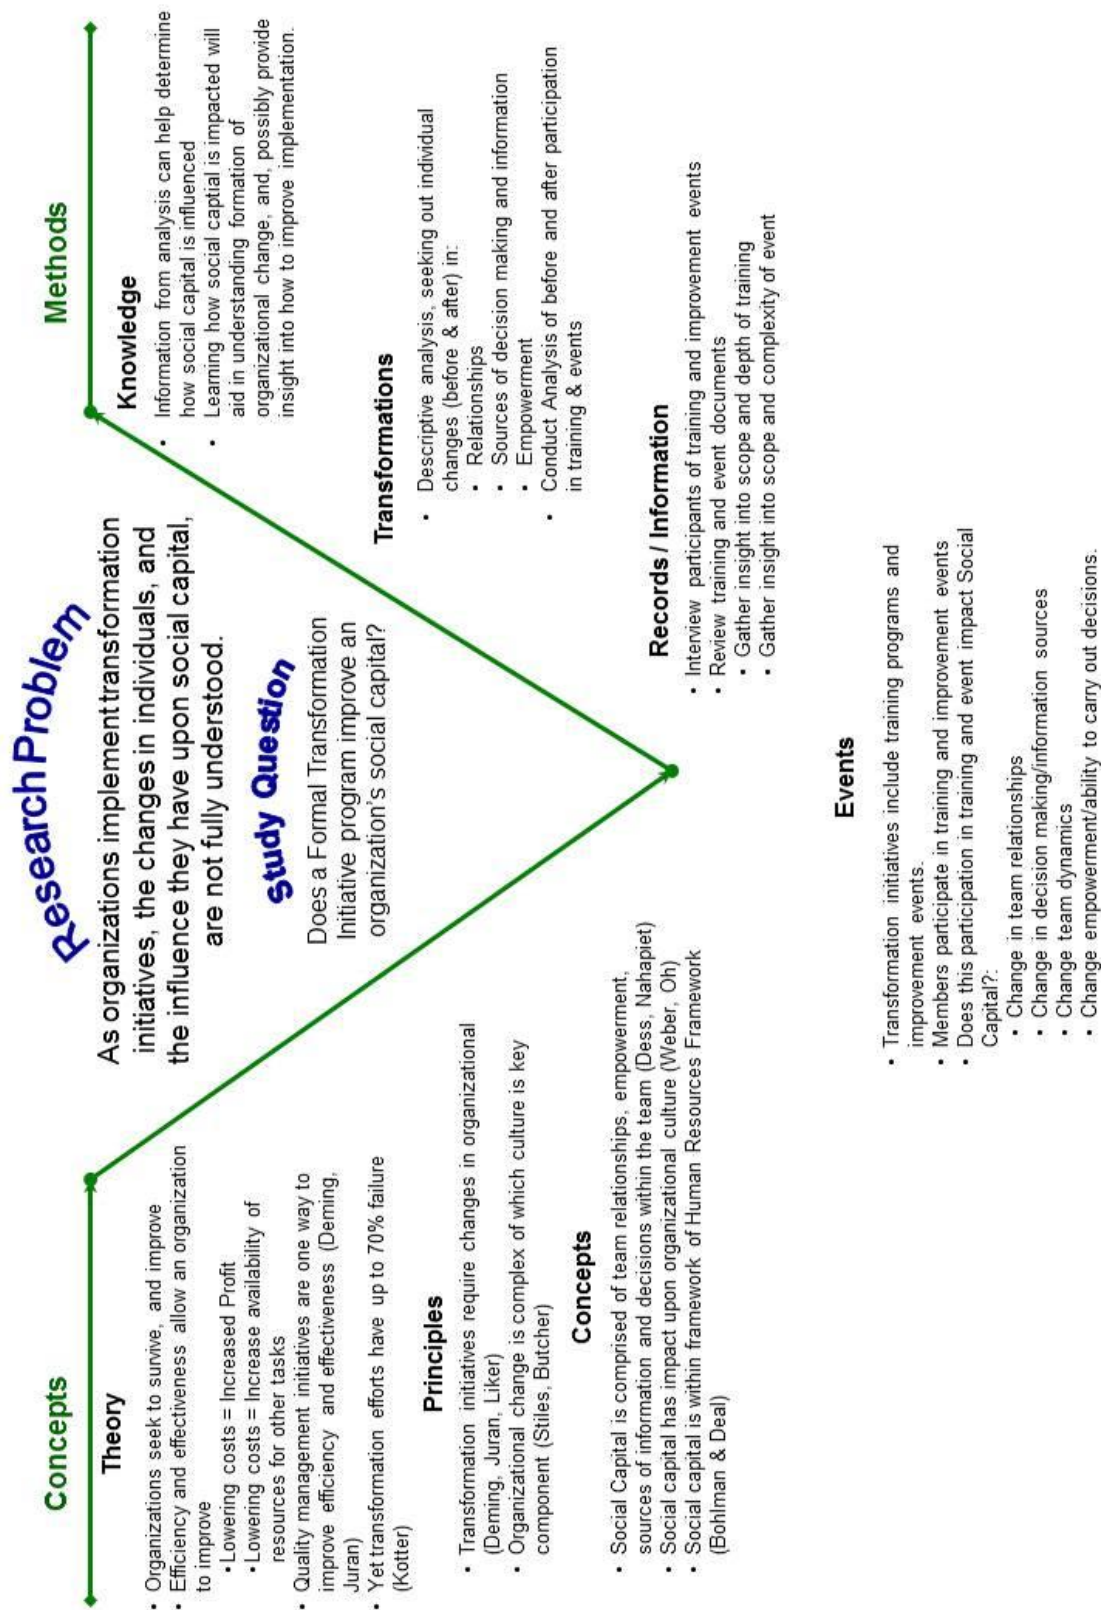 Research Problem
As organizations implement transformation
initiatives, the changes in individuals, and
the influence they have upon social capital,
are not fully understood.
Study Question
Does a Formal Transformation
Initiative program improve an
organization's social capital?
Concepts
Theory
• Organizations seek to survive, and improve
• Efficiency and effectiveness allow an organization
to improve
• Lowering costs = Increased Profit
• Lowering costs = Increase availability of
resources for other tasks
• Quality management initiatives are one way to
improve efficiency and effectiveness (Deming,
Juran)
• Yet transformation efforts have up to 70% failure
(Kotter)
Principles
• Transformation initiatives require changes in organizational
(Deming, Juran, Liker)
• Organizational change is complex of which culture is key
component (Stiles, Butcher)
Concepts
• Social Capital is comprised of team relationships, empowerment,
sources of information and decisions within the team (Dess, Nahapiet)
• Social capital has impact upon organizational culture (Weber, Oh)
• Social capital is within framework of Human Resources Framework
(Bohlman & Deal)
Events
• Transformation initiatives include training programs and
improvement events.
• Members participate in training and improvement events
• Does this participation in training and event impact Social
Capital?:
• Change in team relationships
• Change in decision making/information sources
• Change team dynamics
• Change empowerment/ability to carry out decisions.
Methods
Knowledge
• Information from analysis can help determine
how social capital is influenced
• Learning how social captial is impacted will
aid in understanding formation of
organizational change, and, possibly provide
insight into how to improve implementation.
Transformations
• Descriptive analysis, seeking out individual
changes (before & after) in:
• Relationships
• Sources of decision making and information
• Empowerment
• Conduct Analysis of before and after participation
in training & events
Records / Information
• Interview participants of training and improvement events
• Review training and event documents
• Gather insight into scope and depth of training
• Gather insight into scope and complexity of event